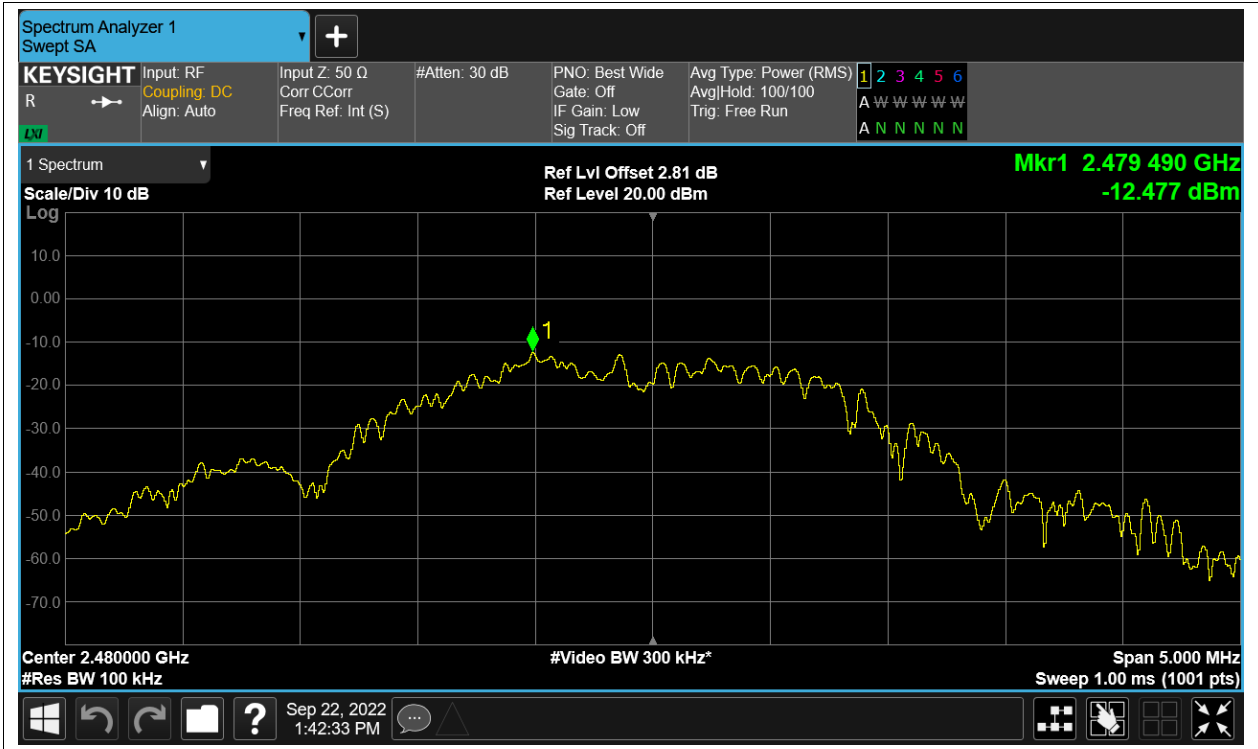 Spectrum Analyzer 1
Swept SA
KEYSIGHT
R
LXI
Input: RF
Coupling: DC
Align: Auto
Input Z: 50 Ω
Corr CCorr
Freq Ref: Int (S)
#Atten: 30 dB
PNO: Best Wide
Gate: Off
IF Gain: Low
Sig Track: Off
Avg Type: Power (RMS)
Avg|Hold: 100/100
Trig: Free Run
1 2 3 4 5 6
A W W W W W
A N N N N N
1 Spectrum
Scale/Div 10 dB
Log
Ref Lvl Offset 2.81 dB
Ref Level 20.00 dBm
Mkr1 2.479 490 GHz
-12.477 dBm
10.0
0.00
-10.0
-20.0
-30.0
-40.0
-50.0
-60.0
-70.0
1
Center 2.480000 GHz
#Res BW 100 kHz
#Video BW 300 kHz*
Span 5.000 MHz
Sweep 1.00 ms (1001 pts)
?
Sep 22, 2022
1:42:33 PM